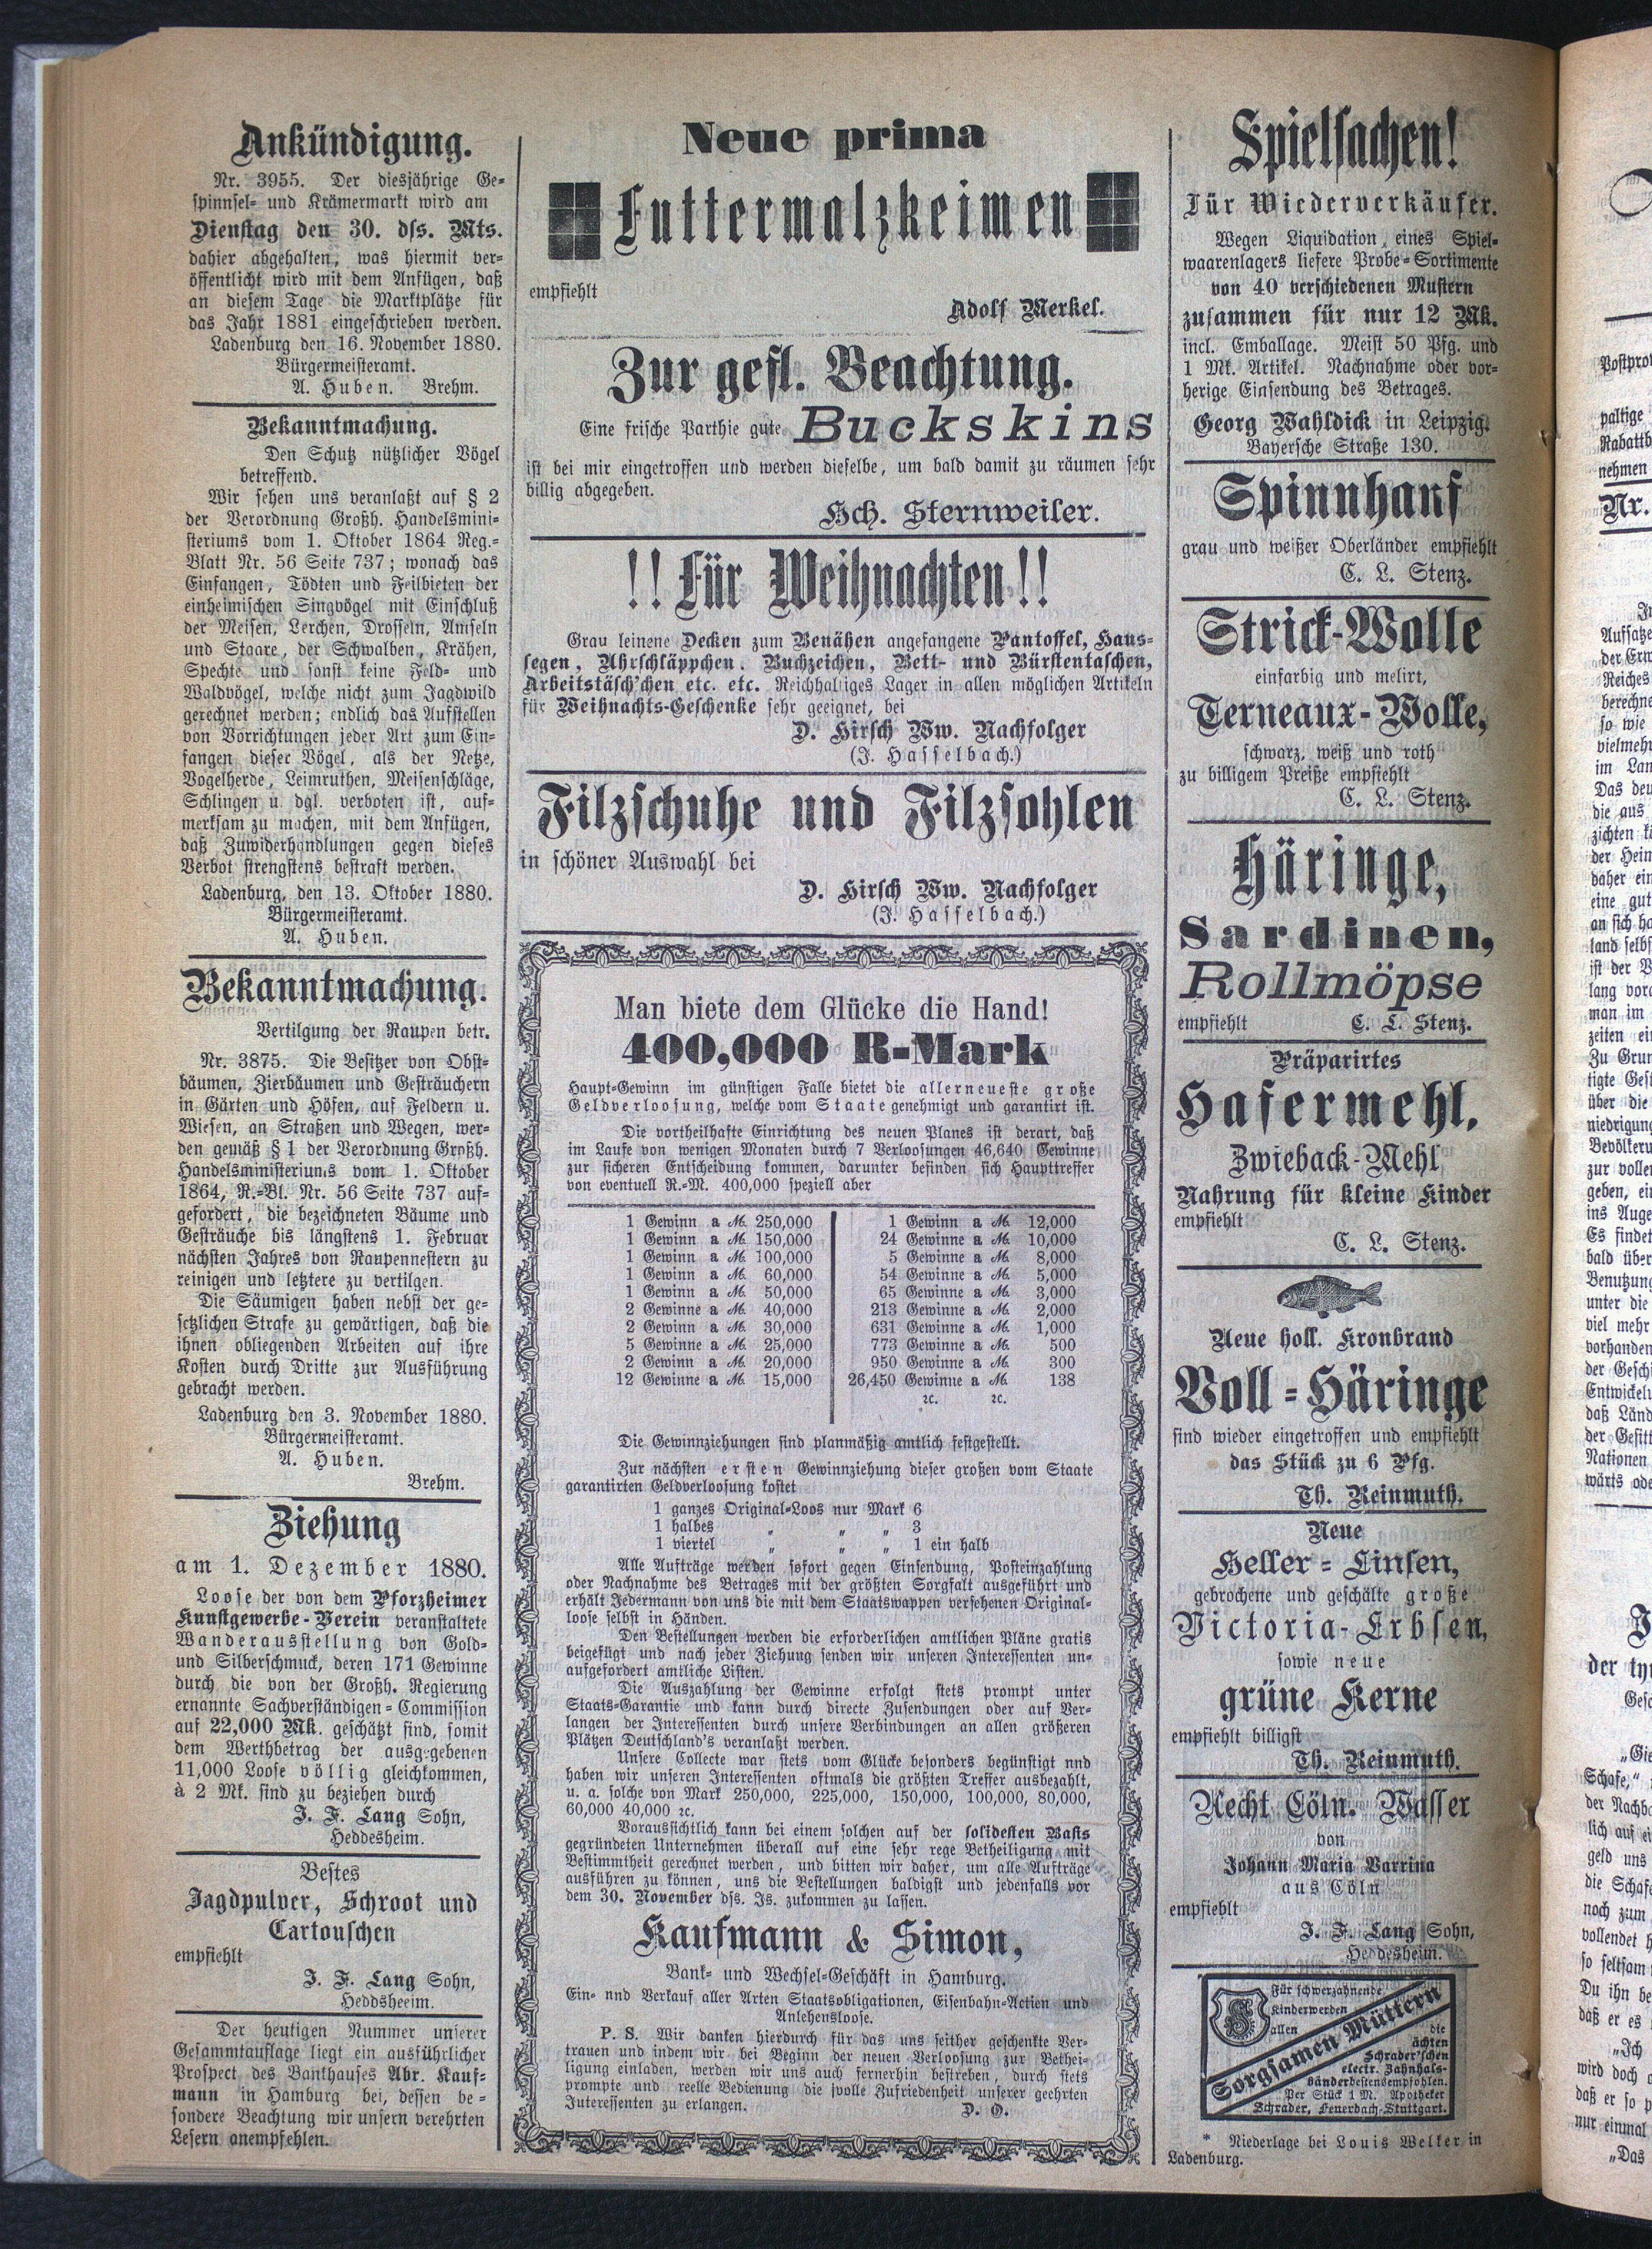 Ankündigung.
Nr. 3955. Der diesjährige Ge-
spinnsel- und Krämermarkt wird am
Dienstag den 30. dss. Mts.
dahier abgehalten, was hiermit ver-
öffentlicht wird mit dem Anfügen, daß
an diesem Tage die Marktplätze für
das Jahr 1881 eingeschrieben werden.
Ladenburg den 16. November 1880.
Bürgermeisteramt.
A. Huben. Brehm.
Bekanntmachung.
Den Schutz nützlicher Vögel
betreffend.
Wir sehen uns veranlaßt auf § 2
der Verordnung Großh. Handelsmini-
steriums vom 1. Oktober 1864 Reg.-
Blatt Nr. 56 Seite 737; wonach das
Einfangen, Tödten und Feilbieten der
einheimischen Singvögel mit Einschluß
der Meisen, Lerchen, Drosseln, Amseln
und Staare, der Schwalben, Krähen,
Spechte und sonst keine Feld- und
Waldvögel, welche nicht zum Jagdwild
gerechnet werden; endlich das Aufstellen
von Vorrichtungen jeder Art zum Ein-
fangen dieser Vögel, als der Netze,
Vogelherde, Leimruthen, Meisenschläge,
Schlingen u. dgl. verboten ist, auf-
merksam zu machen, mit dem Anfügen,
daß Zuwiderhandlungen gegen dieses
Verbot strengstens bestraft werden.
Ladenburg, den 13. Oktober 1880.
Bürgermeisteramt.
A. Huben.
Bekanntmachung.
Vertilgung der Raupen betr.
Nr. 3875. Die Besitzer von Obst-
bäumen, Zierbäumen und Gesträuchern
in Gärten und Höfen, auf Feldern u.
Wiesen, an Straßen und Wegen, wer-
den gemäß § 1 der Verordnung Großh.
Handelsministeriums vom 1. Oktober
1864, R.-Bl. Nr. 56 Seite 737 auf-
gefordert, die bezeichneten Bäume und
Gesträuche bis längstens 1. Februar
nächsten Jahres von Raupennestern zu
reinigen und letztere zu vertilgen.
Die Säumigen haben nebst der ge-
setzlichen Strafe zu gewärtigen, daß die
ihnen obliegenden Arbeiten auf ihre
Kosten durch Dritte zur Ausführung
gebracht werden.
Ladenburg den 3. November 1880.
Bürgermeisteramt.
A. Huben.
Brehm.
Ziehung
am 1. Dezember 1880.
Loose der von dem Pforzheimer
Kunstgewerbe-Verein veranstaltete
Wanderausstellung von Gold-
und Silberschmuck, deren 171 Gewinne
durch die von der Großh. Regierung
ernannte Sachverständigen-Commission
auf 22,000 Mk. geschätzt sind, somit
dem Werthbetrag der ausgegebenen
11,000 Loose völlig gleichkommen,
à 2 Mk. sind zu beziehen durch
J. F. Lang Sohn,
Heddesheim.
Bestes
Jagdpulver, Schroot und
Cartouschen
empfiehlt
J. F. Lang Sohn,
Heddsheeim.
Der heutigen Nummer unserer
Gesammtauflage liegt ein ausführlicher
Prospect des Banthauses Abr. Kauf-
mann in Hamburg bei, dessen be-
sondere Beachtung wir unsern verehrten
Lesern anempfehlen.
Neue prima
Futtermalzkeimen
empfiehlt
Adolf Merkel.
Zur gefl. Beachtung.
Eine frische Parthie gute Buckskins
ist bei mir eingetroffen und werden dieselbe, um bald damit zu räumen sehr
billig abgegeben.
Hch. Sternweiler.
!! Für Weihnachten !!
Grau leinene Decken zum Benähen angefangene Pantoffel, Haus-
segen, Uhrschläppchen, Buchzeichen, Bett- und Bürstentaschen,
Arbeitstäsch'chen etc. etc. Reichhaltiges Lager in allen möglichen Artikeln
für Weihnachts-Geschenke sehr geeignet, bei
D. Hirsch Ww. Nachfolger
(J. Hasselbach.)
Filzschuhe und Filzsohlen
in schöner Auswahl bei
D. Hirsch Ww. Nachfolger
(J. Hasselbach.)
Man biete dem Glücke die Hand!
400,000 R-Mark
Haupt-Gewinn im günstigen Falle bietet die allerneueste große
Geldverloosung, welche vom Staate genehmigt und garantirt ist.
Die vortheilhafte Einrichtung des neuen Planes ist derart, daß
im Laufe von wenigen Monaten durch 7 Verloosungen 46,640 Gewinne
zur sicheren Entscheidung kommen, darunter befinden sich Haupttreffer
von eventuell R.-M. 400,000 speziell aber
1 Gewinn a M. 250,000
1 Gewinn a M. 150,000
1 Gewinn a M. 100,000
1 Gewinn a M. 60,000
1 Gewinn a M. 50,000
2 Gewinne a M. 40,000
2 Gewinn a M. 30,000
5 Gewinne a M. 25,000
2 Gewinn a M. 20,000
12 Gewinne a M. 15,000
1 Gewinn a M. 12,000
24 Gewinne a M. 10,000
5 Gewinne a M. 8,000
54 Gewinne a M. 5,000
65 Gewinne a M. 3,000
213 Gewinne a M. 2,000
631 Gewinne a M. 1,000
773 Gewinne a M. 500
950 Gewinne a M. 300
26,450 Gewinne a M. 138
ꝛc. ꝛc.
Die Gewinnziehungen sind planmäßig amtlich festgestellt.
Zur nächsten ersten Gewinnziehung dieser großen vom Staate
garantirten Geldverloosung kostet
1 ganzes Original-Loos nur Mark 6
1 halbes „ „ „ 3
1 viertel „ „ „ 1 ein halb
Alle Aufträge werden sofort gegen Einsendung, Posteinzahlung
oder Nachnahme des Betrages mit der größten Sorgfalt ausgeführt und
erhält Jedermann von uns die mit dem Staatswappen versehenen Original-
loose selbst in Händen.
Den Bestellungen werden die erforderlichen amtlichen Pläne gratis
beigefügt und nach jeder Ziehung senden wir unseren Interessenten un-
aufgefordert amtliche Listen.
Die Auszahlung der Gewinne erfolgt stets prompt unter
Staats-Garantie und kann durch directe Zusendungen oder auf Ver-
langen der Interessenten durch unsere Verbindungen an allen größeren
Plätzen Deutschland's veranlaßt werden.
Unsere Collecte war stets vom Glücke besonders begünstigt nnd
haben wir unseren Interessenten oftmals die größten Treffer ausbezahlt,
u. a. solche von Mark 250,000, 225,000, 150,000, 100,000, 80,000,
60,000 40,000 ꝛc.
Voraussichtlich kann bei einem solchen auf der solidesten Basis
gegründeten Unternehmen überall auf eine sehr rege Betheiligung mit
Bestimmtheit gerechnet werden, und bitten wir daher, um alle Aufträge
ausführen zu können, uns die Bestellungen baldigst und jedenfalls vor
dem 30. November dss. Js. zukommen zu lassen.
Kaufmann & Simon,
Bank- und Wechsel-Geschäft in Hamburg.
Ein- nnd Verkauf aller Arten Staatsobligationen, Eisenbahn-Actien und
Anlehensloose.
P. S. Wir danken hierdurch für das uns seither geschenkte Ver-
trauen und indem wir bei Beginn der neuen Verloosung zur Bethei-
ligung einladen, werden wir uns auch fernerhin bestreben, durch stets
prompte und reelle Bedienung die volle Zufriedenheit unserer geehrten
Interessenten zu erlangen. D. O.
Spielsachen!
Für Wiederverkäufer.
Wegen Liquidation eines Spiel-
waarenlagers liefere Probe-Sortimente
von 40 verschiedenen Mustern
zusammen für nur 12 Mk.
incl. Emballage. Meist 50 Pfg. und
1 Mk. Artikel. Nachnahme oder vor-
herige Einsendung des Betrages.
Georg Wahldick in Leipzig.
Bayersche Straße 130.
Spinnhanf
grau und weißer Oberländer empfiehlt
C. L. Stenz.
Strick-Wolle
einfarbig und melirt,
Terneaux-Wolle,
schwarz, weiß und roth
zu billigem Preiße empfiehlt
C. L. Stenz.
Häringe,
Sardinen,
Rollmöpse
empfiehlt C. L. Stenz.
Präparirtes
Hafermehl,
Zwieback-Mehl
Nahrung für kleine Kinder
empfiehlt
C. L. Stenz.
Neue holl. Kronbrand
Voll-Häringe
sind wieder eingetroffen und empfiehlt
das Stück zu 6 Pfg.
Th. Reinmuth.
Neue
Heller-Linsen,
gebrochene und geschälte große
Victoria-Erbsen,
sowie neue
grüne Kerne
empfiehlt billigst
Th. Reinmuth.
Aecht Cöln. Wasser
von
Johann Maria Varrina
aus Cöln
empfiehlt
J. F. Lang Sohn,
Heddesheim.
Für schwerzahnende
Kinder werden
allen
Sorgsamen Müttern
die
ächten
Schrader'schen
electr. Zahnhals-
bänder bestens empfohlen.
Per Stück 1 M. Apotheker
Schrader, Feuerbach-Stuttgart.
* Niederlage bei Louis Welker in
Ladenburg.